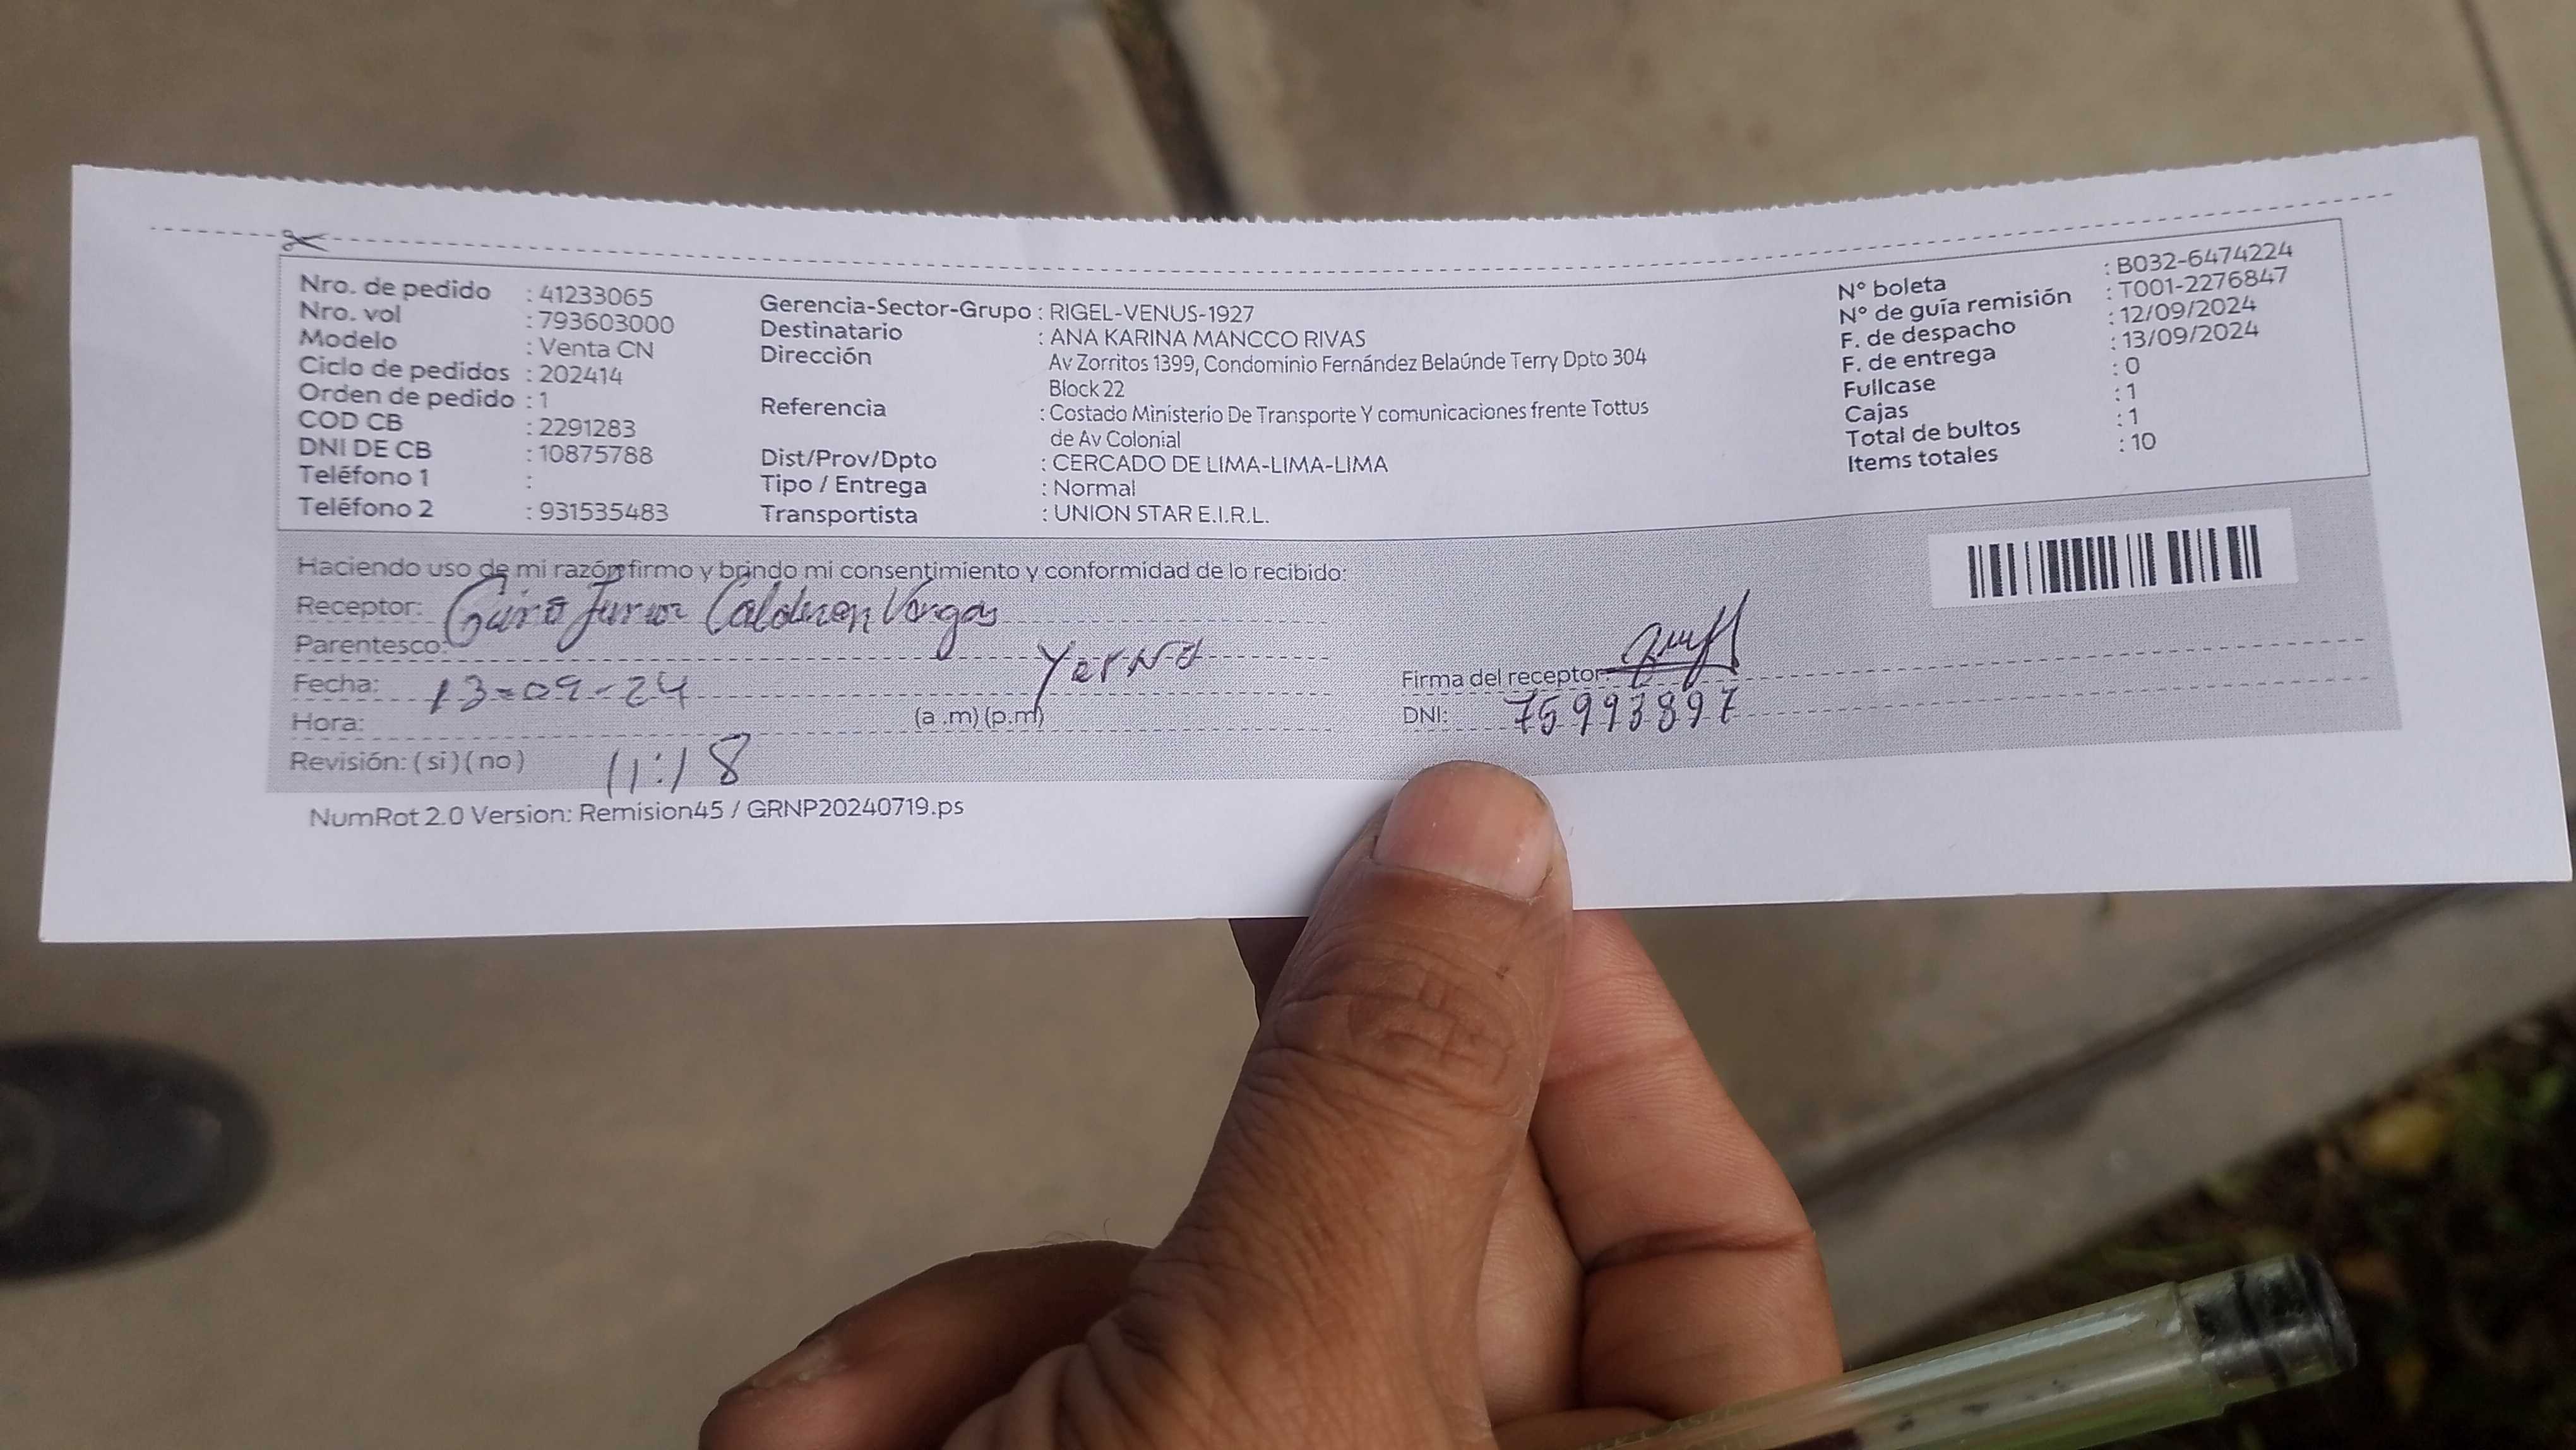 Nro. de pedido : 41233065
Nro. vol : 793603000
Modelo : Venta CN
Ciclo de pedidos : 202414
Orden de pedido : 1
COD CB : 2291283
DNI DE CB : 10875788
Teléfono 1 :
Teléfono 2 : 931535483
Gerencia-Sector-Grupo : RIGEL-VENUS-1927
Destinatario : ANA KARINA MANCCO RIVAS
Dirección Av Zorritos 1399, Condominio Fernández Belaúnde Terry Dpto 304
Block 22
Referencia : Costado Ministerio De Transporte Y comunicaciones frente Tottus
de Av Colonial
Dist/Prov/Dpto : CERCADO DE LIMA-LIMA-LIMA
Tipo / Entrega : Normal
Transportista : UNION STAR E.I.R.L.
N° boleta : B032-6474224
N° de guía remisión : T001-2276847
F. de despacho : 12/09/2024
F. de entrega : 13/09/2024
Fullcase : 0
Cajas : 1
Total de bultos : 1
Items totales : 10
Haciendo uso de mi razón firmo y brindo mi consentimiento y conformidad de lo recibido:
Receptor: Junior Calderon Vargas
Parentesco: Yerno
Fecha: 13-09-24
Hora: (a .m) (p.m)
Revisión: ( si ) ( no ) 11:18
Firma del receptor:
DNI: 75993897
NumRot 2.0 Version: Remision45 / GRNP20240719.ps